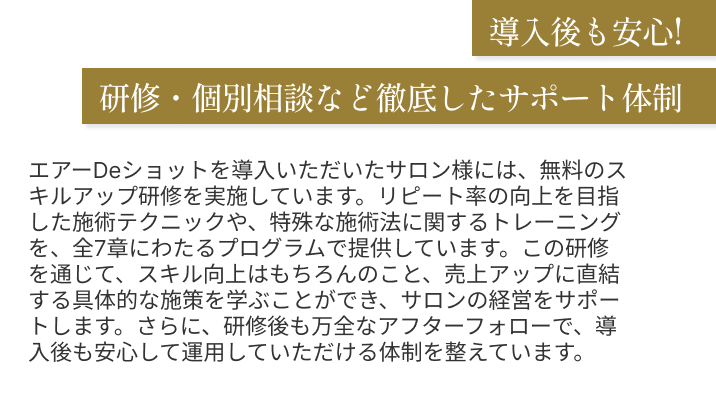 導入後も安心!
研修・個別相談など徹底したサポート体制
エアーDeショットを導入いただいたサロン様には、無料のス
キルアップ研修を実施しています。リピート率の向上を目指
した施術テクニックや、特殊な施術法に関するトレーニング
を、全7章にわたるプログラムで提供しています。この研修
を通じて、スキル向上はもちろんのこと、売上アップに直結
する具体的な施策を学ぶことができ、サロンの経営をサポー
トします。さらに、研修後も万全なアフターフォローで、導
入後も安心して運用していただける体制を整えています。